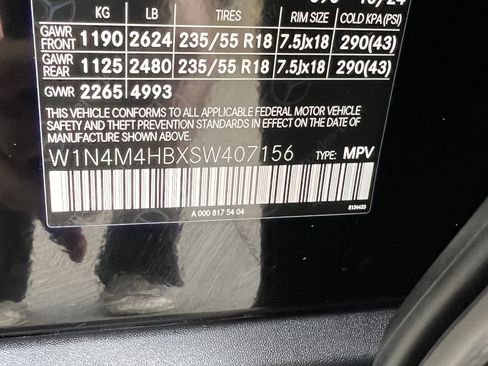 KG LB TIRES RIM SIZE COLD KPA(PSI)
GAWR FRONT 1190 2624 235/55 R18 7.5Jx18 290(43)
GAWR REAR 1125 2480 235/55 R18 7.5Jx18 290(43)
GVWR 2265 4993
THIS VEHICLE CONFORMS TO ALL APPLICABLE FEDERAL MOTOR VEHICLE
SAFETY, BUMPER, AND THEFT PREVENTION STANDARDS IN EFFECT ON THE
DATE OF MANUFACTURE SHOWN ABOVE.
W1N4M4HBXSW407156 TYPE: MPV
A 000 817 54 04